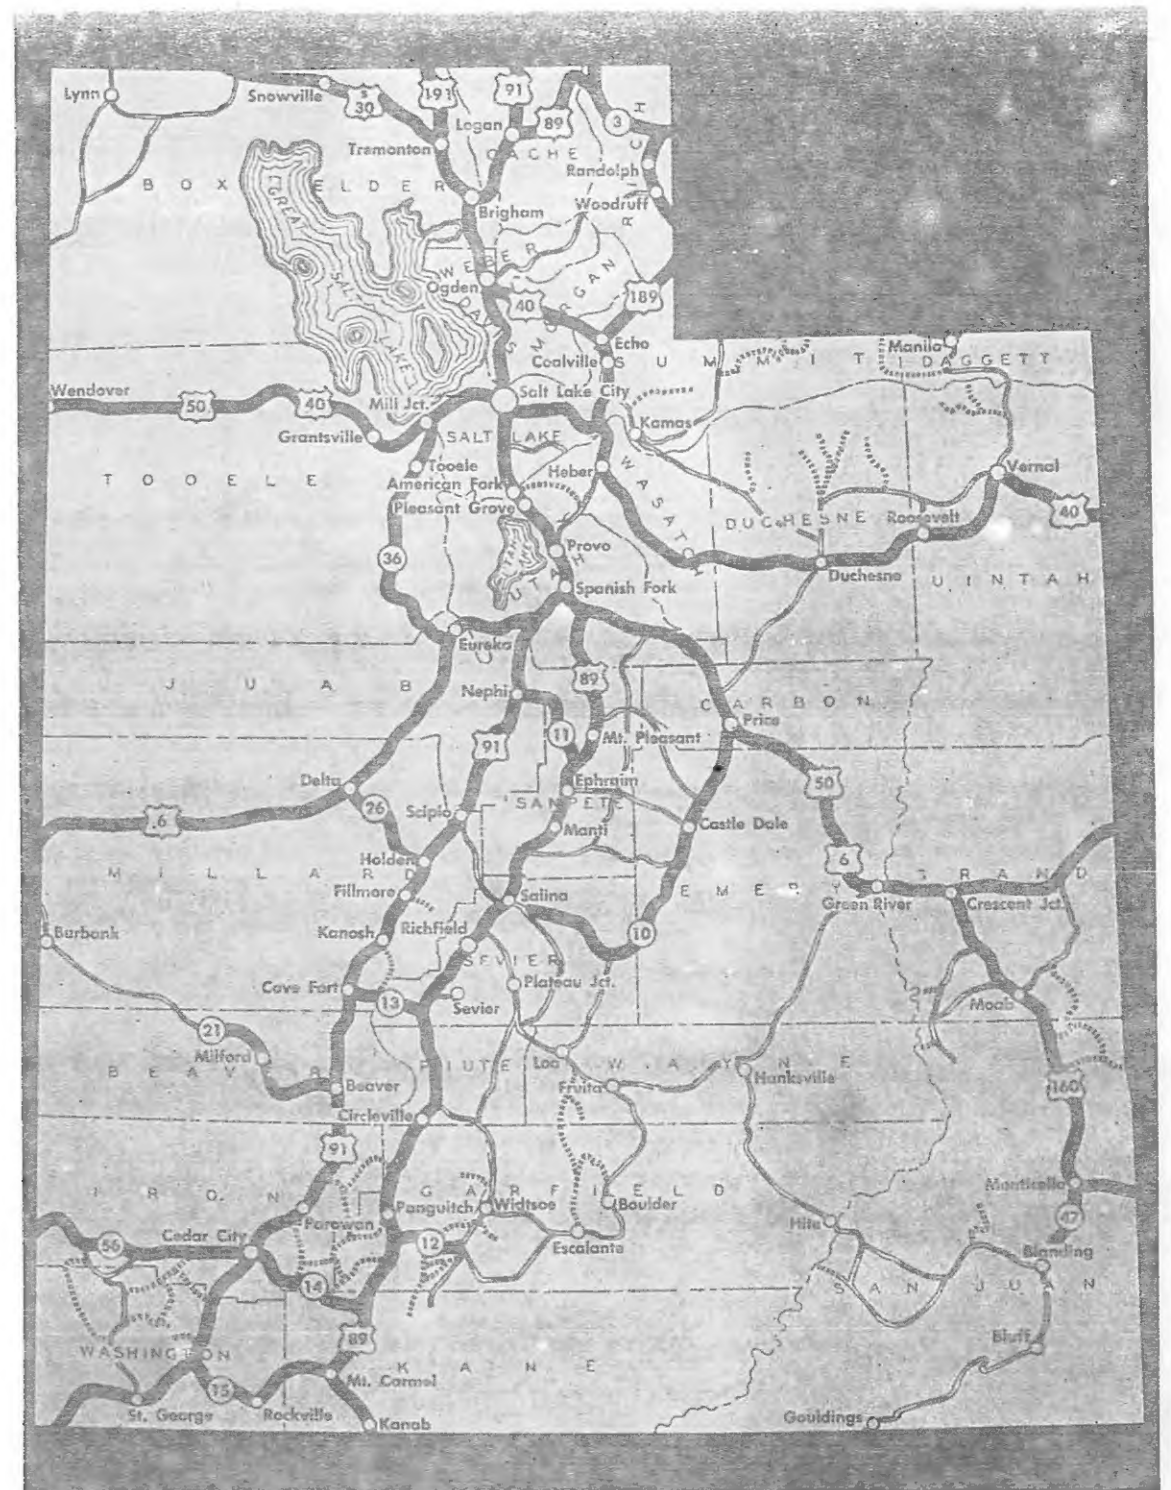 Lynn
Snowville
S 30
191
91
Logan
89
3
RICH
Tremonton
CACHE
Randolph
Woodruff
BOX ELDER
Brigham
GREAT SALT LAKE
WEBER
Ogden
DAVIS
MORGAN
40
189
Echo
Coalville
SUMMIT
Manila
DAGGETT
Wendover
50
40
Mill Jct.
Salt Lake City
Grantsville
SALT LAKE
Kamas
TOOELE
Tooele
Heber
WASATCH
Vernal
American Fork
Pleasant Grove
DUCHESNE
Roosevelt
40
36
UTAH
Provo
Duchesne
UINTAH
Spanish Fork
Eureka
JUAB
Nephi
89
CARBON
Price
91
11
Mt. Pleasant
Delta
Ephraim
50
6
26
Scipio
SANPETE
Manti
Castle Dale
Holden
6
MILLARD
Fillmore
Salina
EMERY
GRAND
Green River
Crescent Jct.
Burbank
Kanosh
Richfield
10
SEVIER
Cove Fort
13
Sevier
Plateau Jct.
Moab
21
Milford
BEAVER
Beaver
PIUTE
Loa
WAYNE
Fruita
Hanksville
160
Circleville
91
IRON
GARFIELD
Monticello
Parowan
Panguitch
Widtsoe
Boulder
Hite
47
56
Cedar City
12
Escalante
Blanding
14
SAN JUAN
89
Bluff
WASHINGTON
KANE
15
Mt. Carmel
St. George
Rockville
Kanab
Gouldings